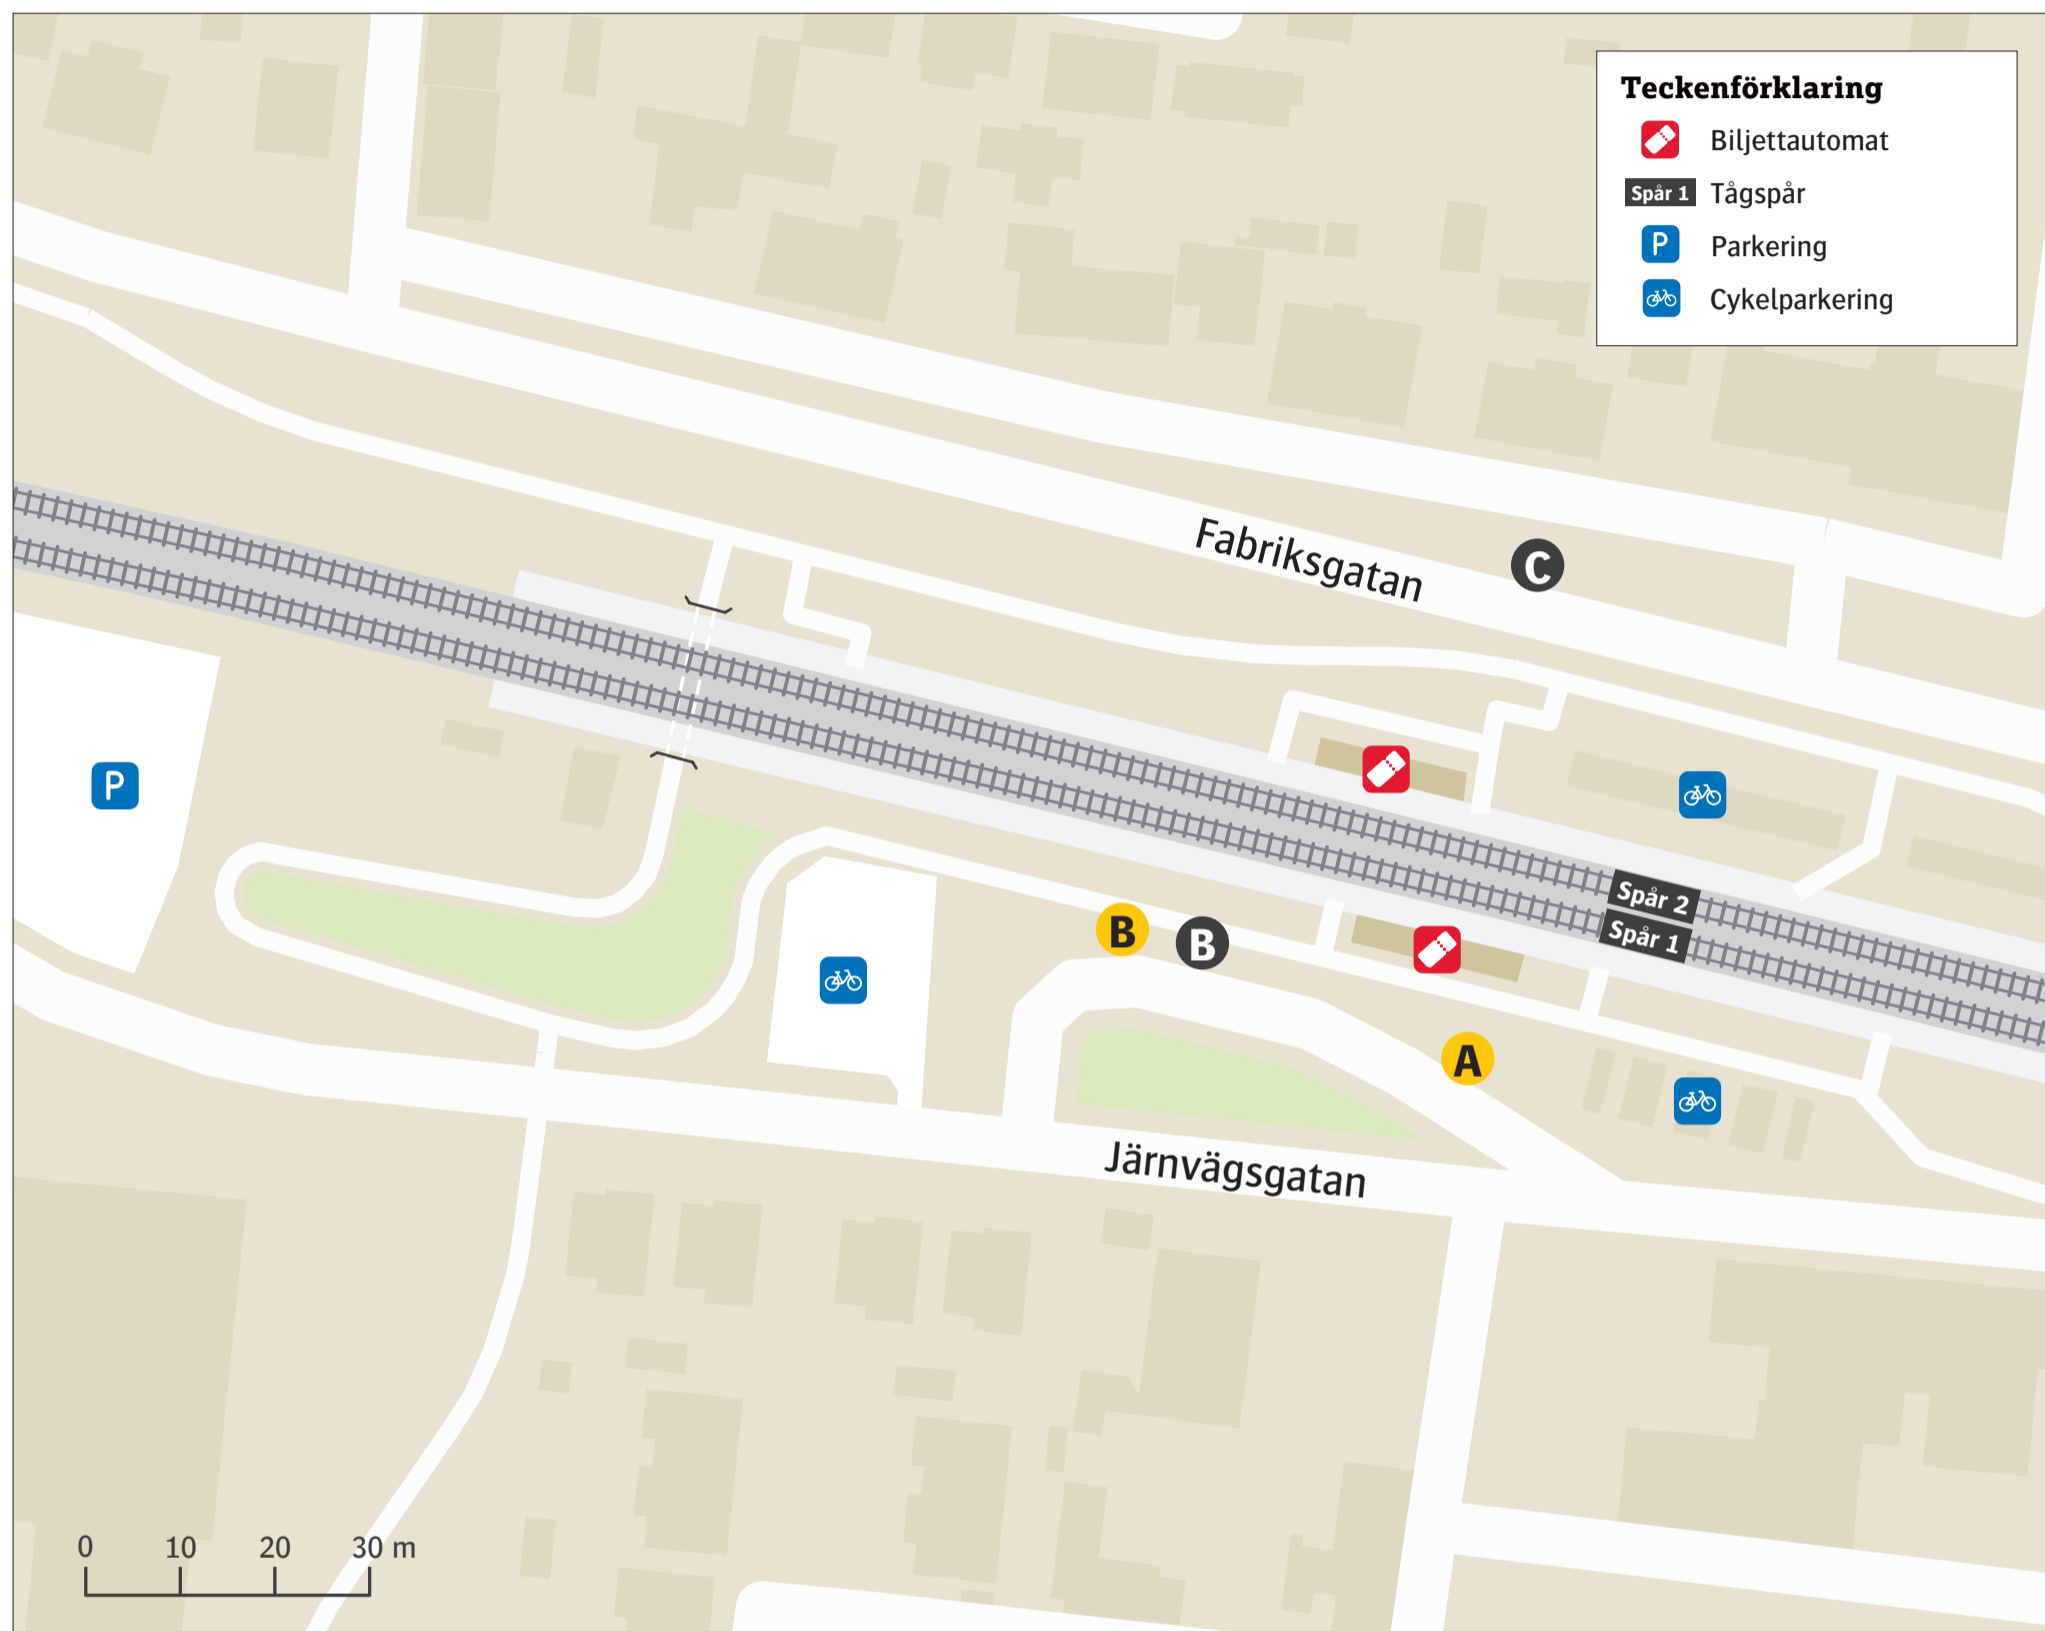 Teckenförklaring
Biljettautomat
Spår 1 Tågspår
P Parkering
Cykelparkering
Fabriksgatan
C
P
Spår 2
Spår 1
B
B
A
Järnvägsgatan
0 10 20 30 m